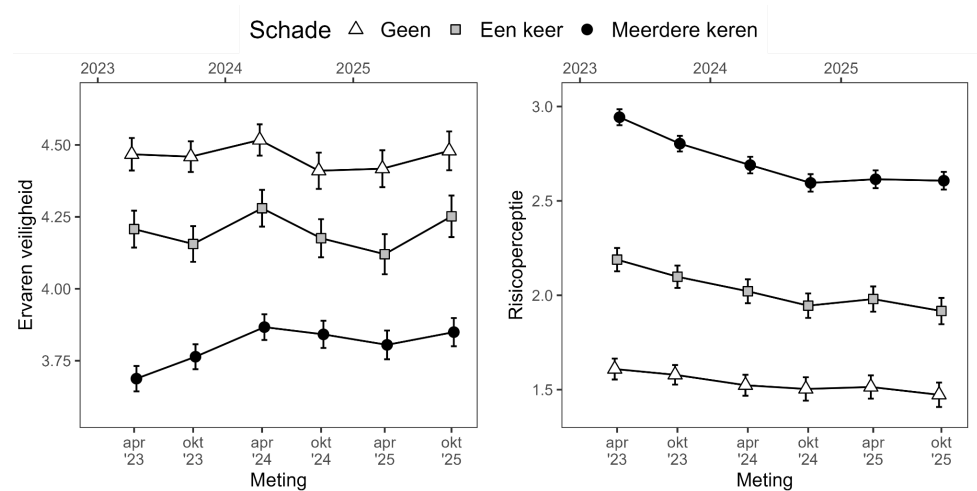 Schade Geen Een keer Meerdere keren
2023 2024 2025
Ervaren veiligheid
4.50
4.25
4.00
3.75
apr okt apr okt apr okt
'23 '23 '24 '24 '25 '25
Meting
2023 2024 2025
Risicoperceptie
3.0
2.5
2.0
1.5
apr okt apr okt apr okt
'23 '23 '24 '24 '25 '25
Meting